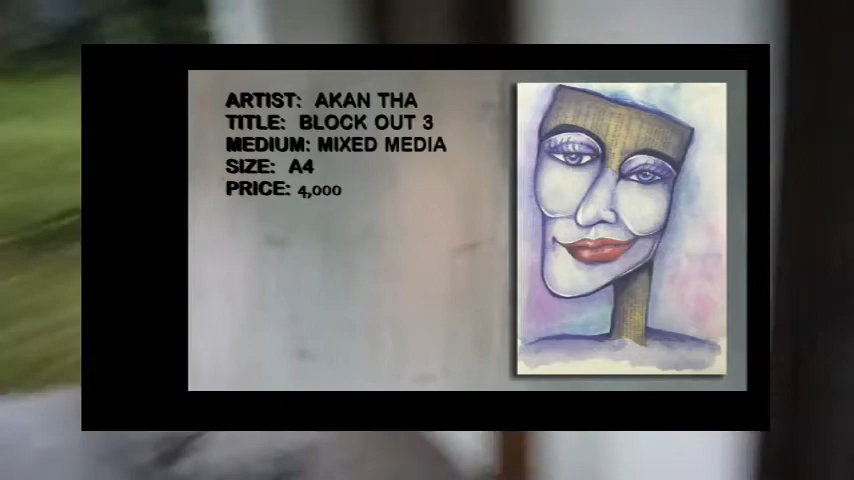 ARTIST: AKAN THA
TITLE: BLOCK OUT 3
MEDIUM: MIXED MEDIA
SIZE: A4
PRICE: 4,000